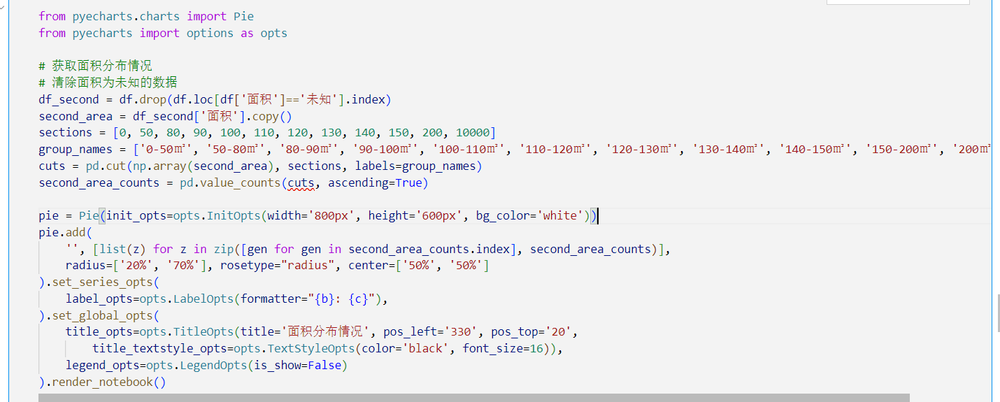 from pyecharts.charts import Pie
from pyecharts import options as opts
# 获取面积分布情况
# 清除面积为未知的数据
df_second = df.drop(df.loc[df['面积']=='未知'].index)
second_area = df_second['面积'].copy()
sections = [0, 50, 80, 90, 100, 110, 120, 130, 140, 150, 200, 10000]
group_names = ['0-50㎡', '50-80㎡', '80-90㎡', '90-100㎡', '100-110㎡', '110-120㎡', '120-130㎡', '130-140㎡', '140-150㎡', '150-200㎡', '200㎡
cuts = pd.cut(np.array(second_area), sections, labels=group_names)
second_area_counts = pd.value_counts(cuts, ascending=True)
pie = Pie(init_opts=opts.InitOpts(width='800px', height='600px', bg_color='white'))
pie.add(
    '', [list(z) for z in zip([gen for gen in second_area_counts.index], second_area_counts)],
    radius=['20%', '70%'], rosetype="radius", center=['50%', '50%']
).set_series_opts(
    label_opts=opts.LabelOpts(formatter="{b}: {c}"),
).set_global_opts(
    title_opts=opts.TitleOpts(title='面积分布情况', pos_left='330', pos_top='20',
        title_textstyle_opts=opts.TextStyleOpts(color='black', font_size=16)),
    legend_opts=opts.LegendOpts(is_show=False)
).render_notebook()